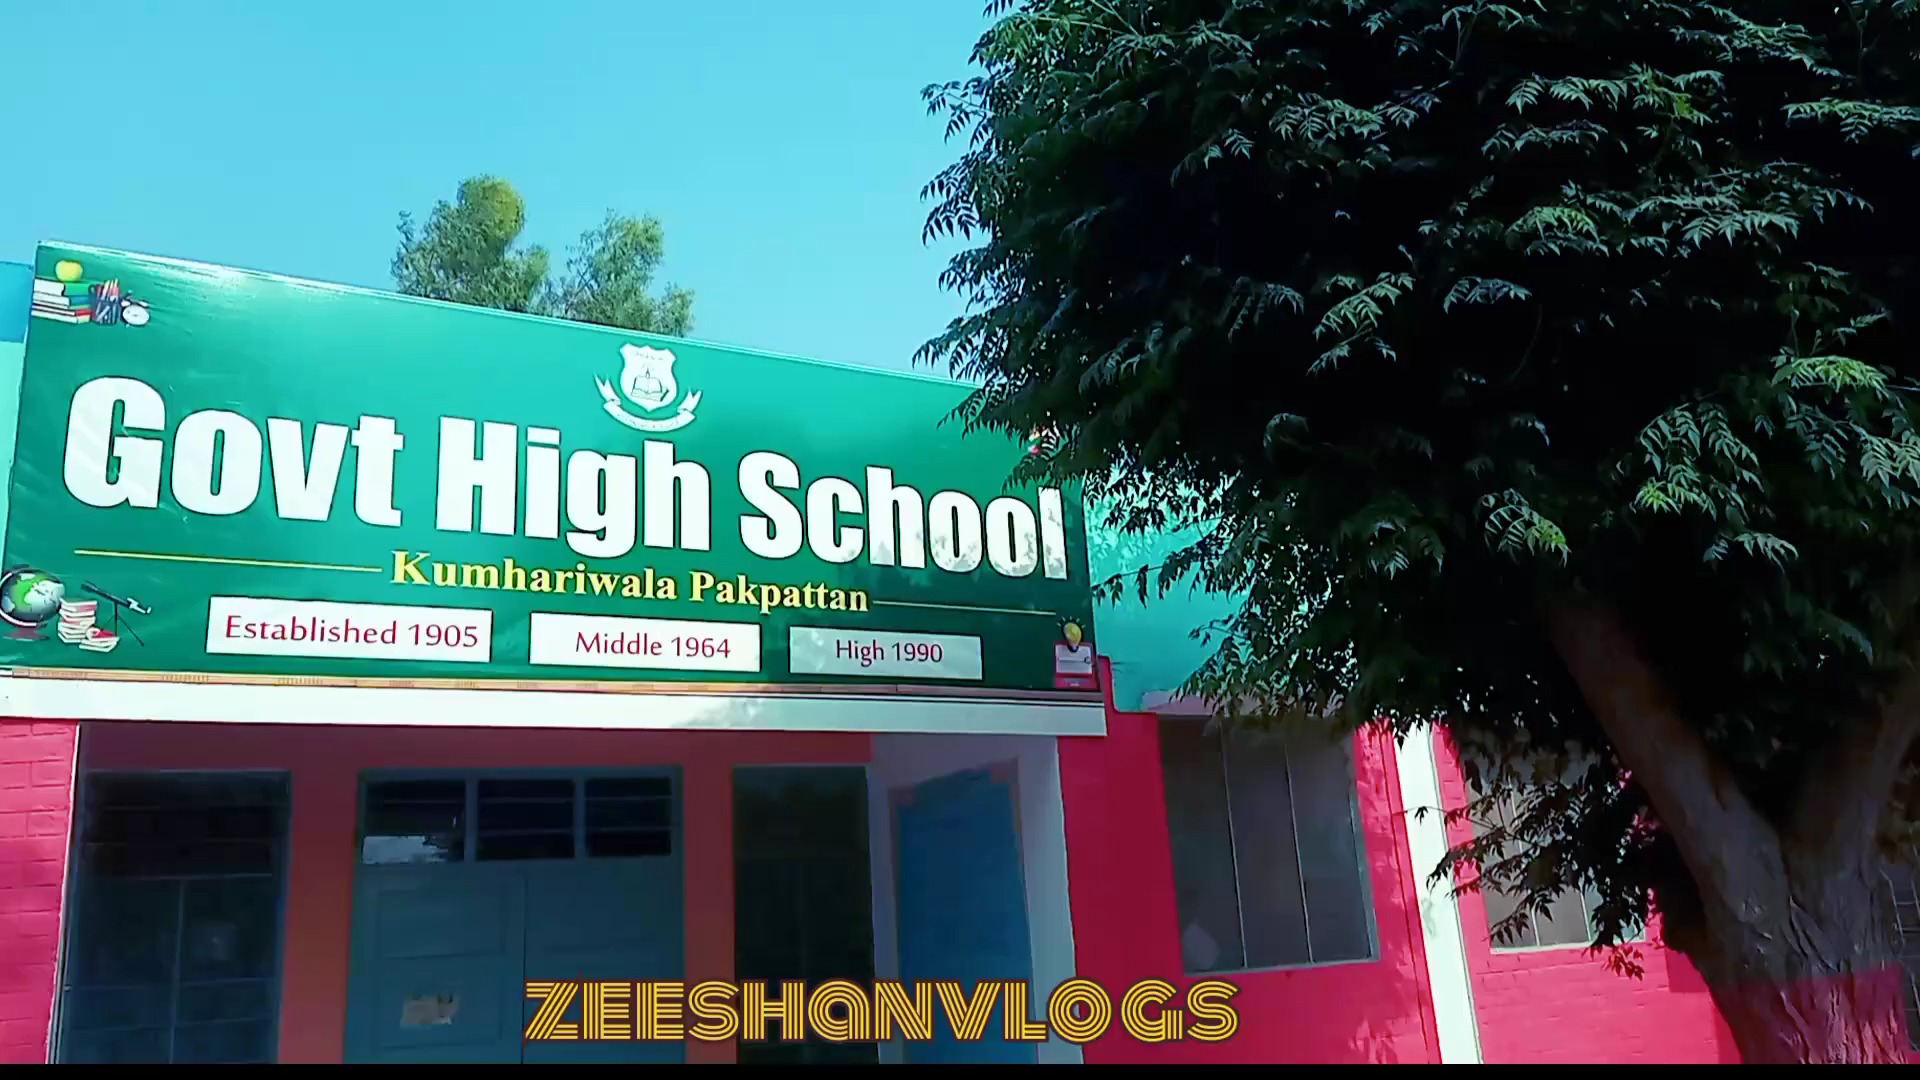 Govt High School
Kumhariwala Pakpattan
Established 1905
Middle 1964
High 1990
ZEESHaNVLOGS